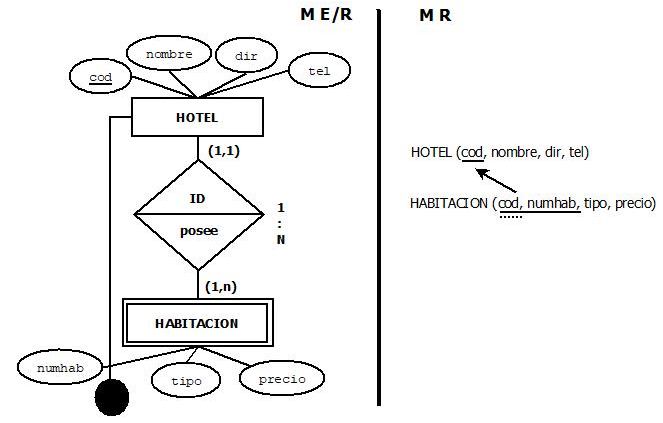 M E/R
M R
nombre
dir
cod
tel
HOTEL
(1,1)
HOTEL (cod, nombre, dir, tel)
ID
posee
1
:
N
HABITACION (cod, numhab, tipo, precio)
(1,n)
HABITACION
numhab
tipo
precio